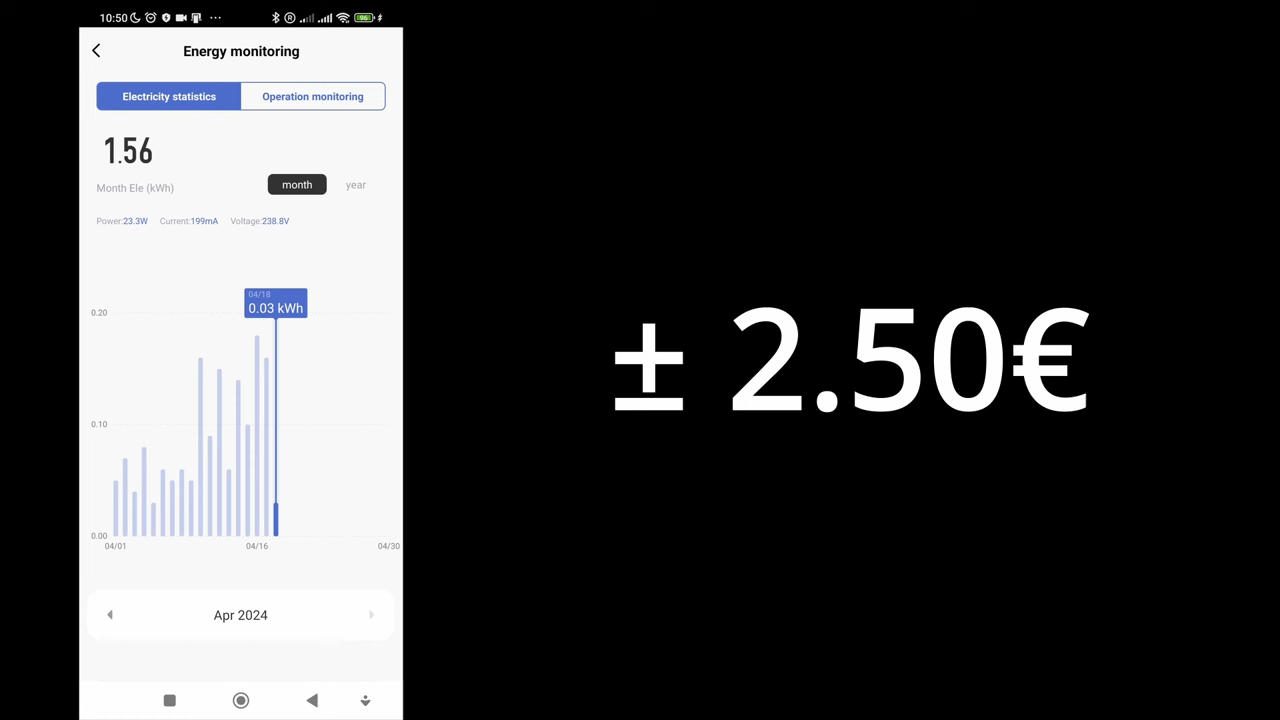 10:50 ... 96
Energy monitoring
Electricity statistics Operation monitoring
1.56
Month Ele (kWh) month year
Power:23.3W Current:199mA Voltage:238.8V
04/18
0.03 kWh
0.20
0.10
0.00
04/01 04/16 04/30
Apr 2024
± 2.50€